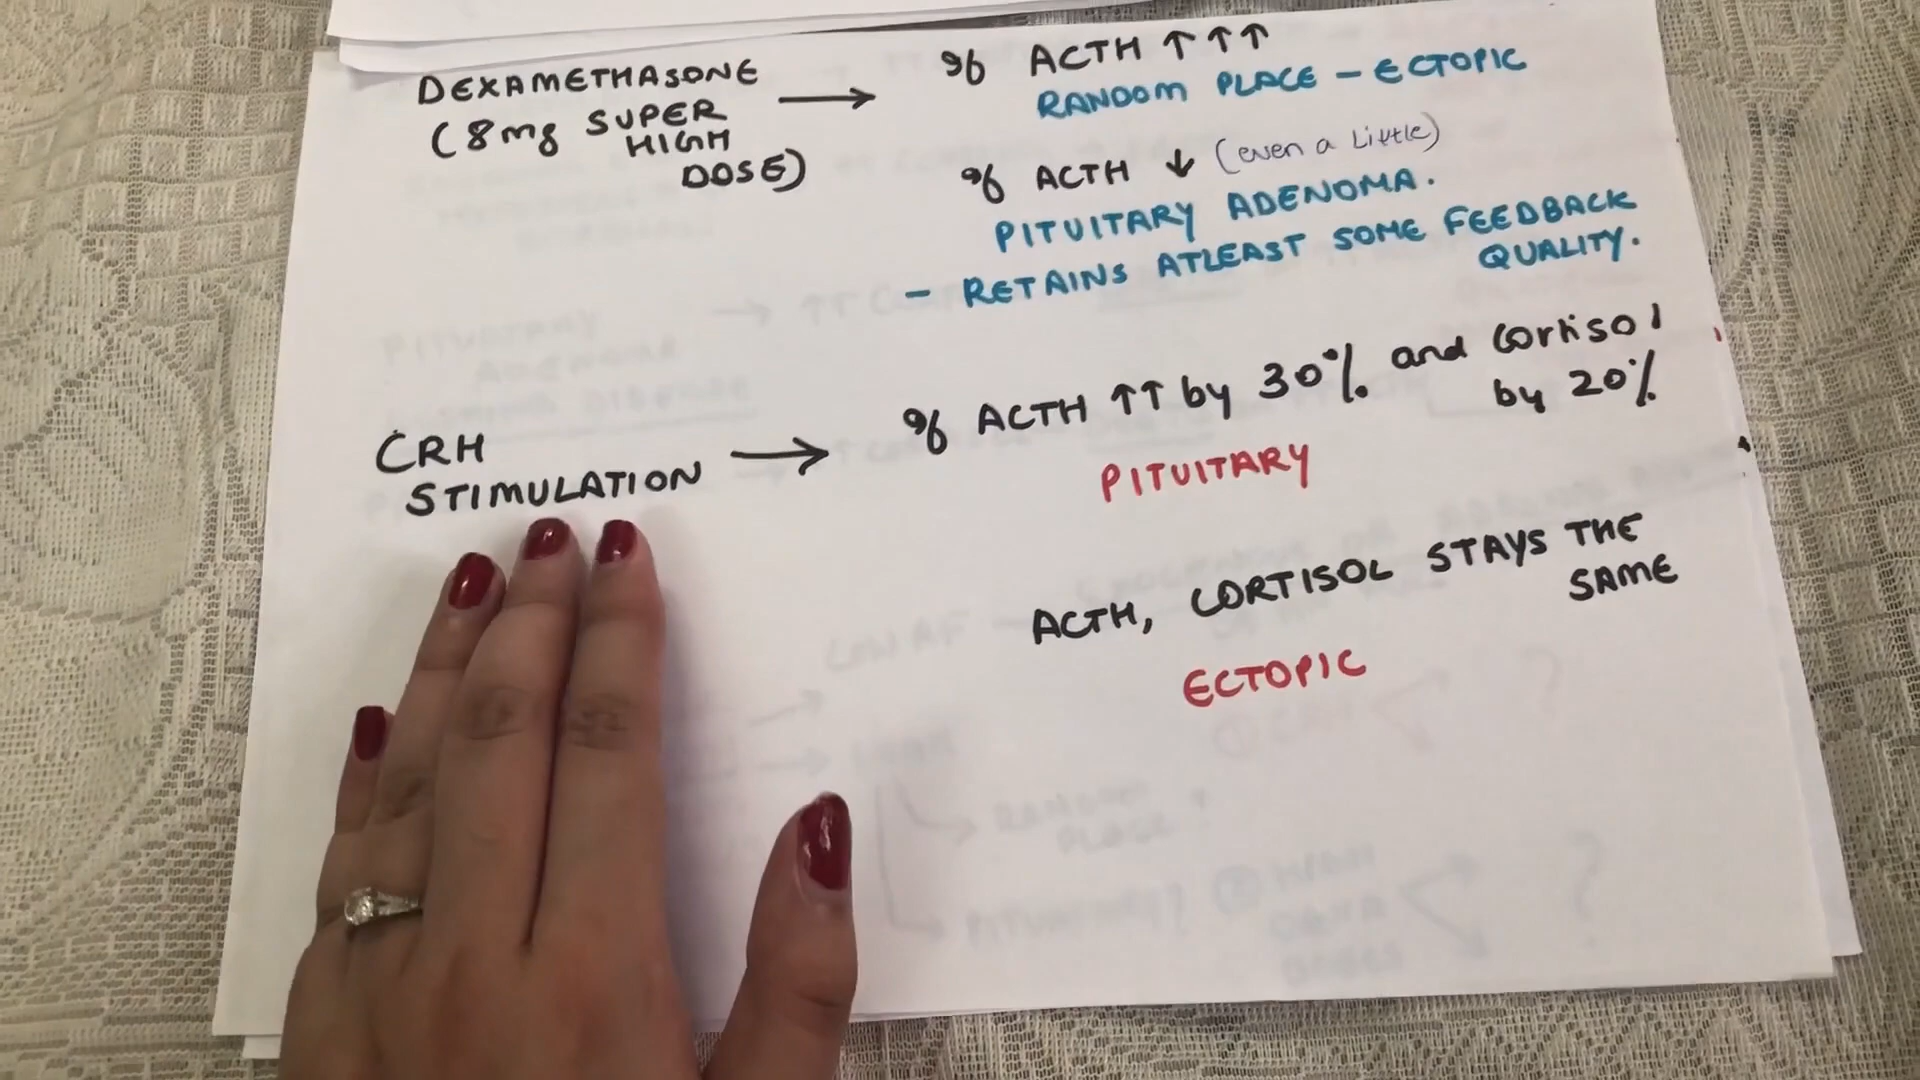 DEXAMETHASONE
(8mg SUPER
HIGH
DOSE)
→
% ACTH ↑↑↑
RANDOM PLACE - ECTOPIC
% ACTH ↓ (even a little)
PITUITARY ADENOMA.
- RETAINS ATLEAST SOME FEEDBACK
QUALITY.
CRH
STIMULATION
→
% ACTH ↑↑ by 30% and cortisol
by 20%
PITUITARY
ACTH, CORTISOL STAYS THE
SAME
ECTOPIC